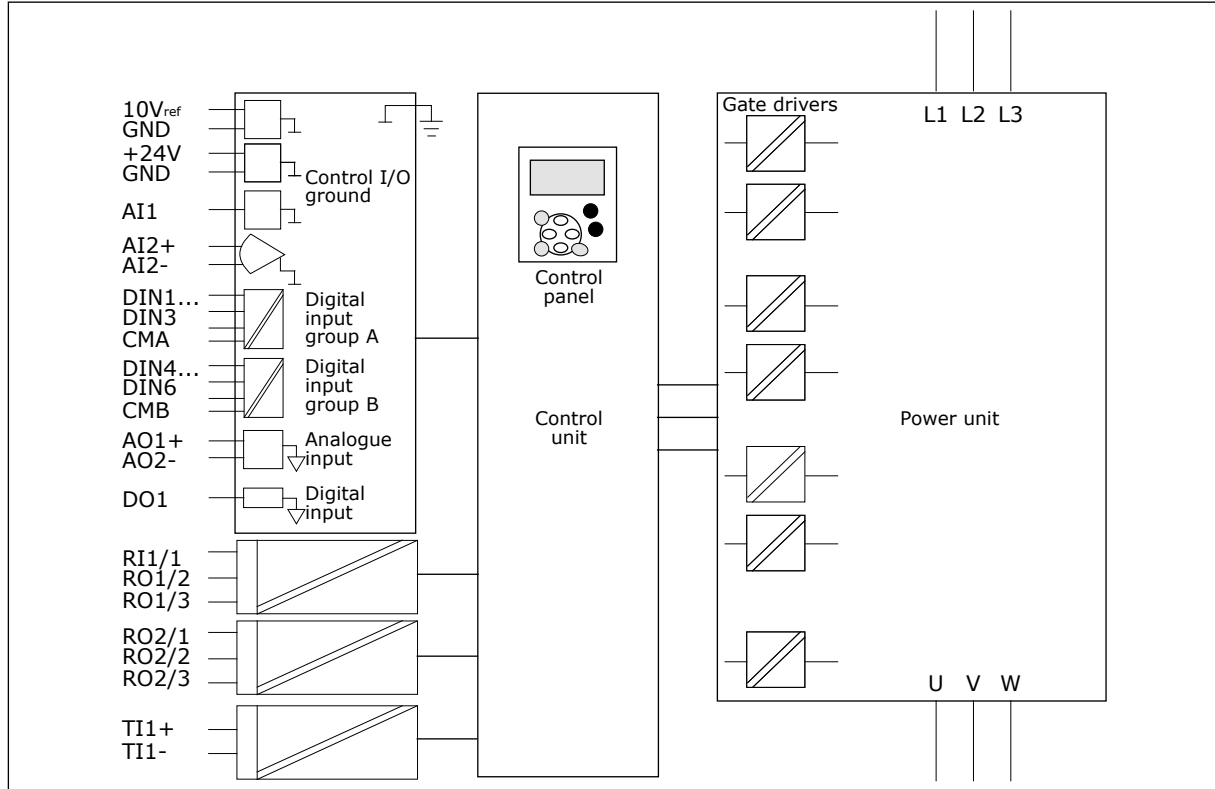 10Vref
GND
+24V
GND
Control I/O
ground
AI1
AI2+
AI2-
DIN1...
DIN3
CMA
Digital
input
group A
DIN4...
DIN6
CMB
Digital
input
group B
AO1+
AO2-
Analogue
input
DO1
Digital
input
RI1/1
RO1/2
RO1/3
RO2/1
RO2/2
RO2/3
TI1+
TI1-
Control
panel
Control
unit
Gate drivers
L1 L2 L3
Power unit
U V W